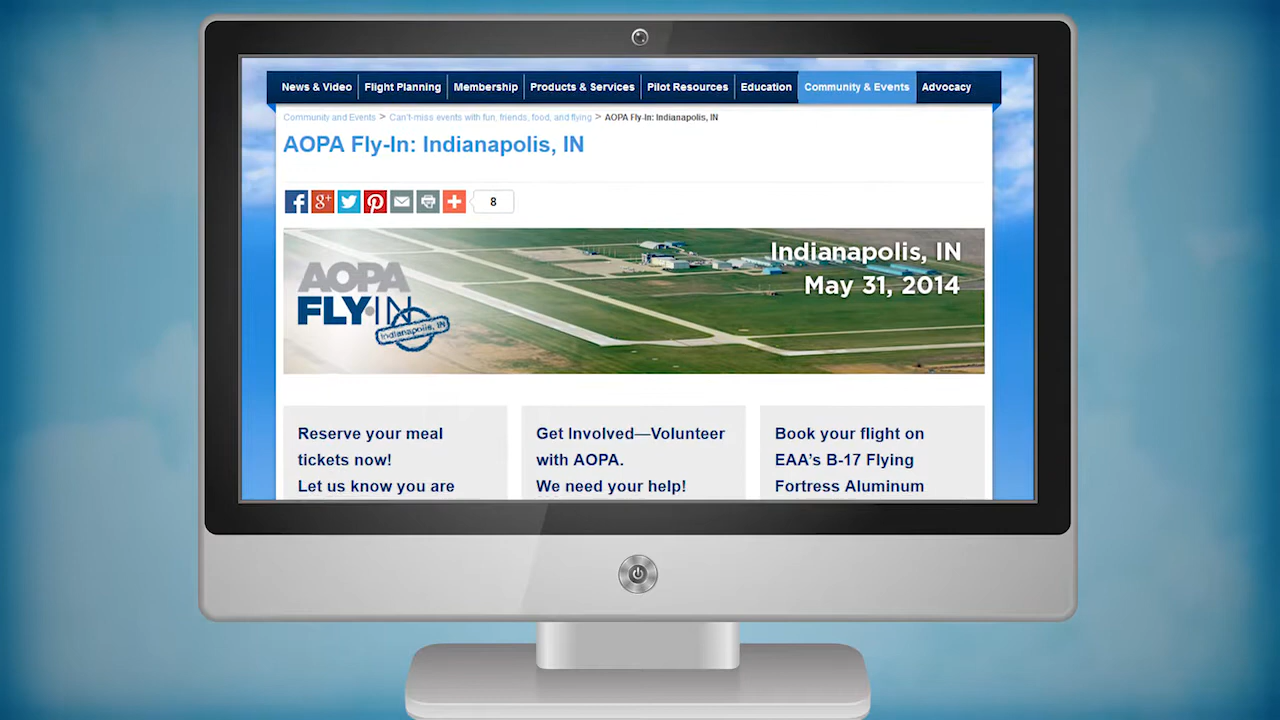 News & Video Flight Planning Membership Products & Services Pilot Resources Education Community & Events Advocacy
Community and Events > Can't-miss events with fun, friends, food, and flying > AOPA Fly-In: Indianapolis, IN
AOPA Fly-In: Indianapolis, IN
8
AOPA
FLY·IN
Indianapolis, IN
Indianapolis, IN
May 31, 2014
Reserve your meal
tickets now!
Let us know you are
Get Involved—Volunteer
with AOPA.
We need your help!
Book your flight on
EAA's B-17 Flying
Fortress Aluminum